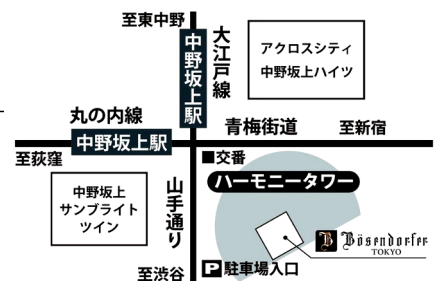 至東中野
中野坂上駅
大江戸線
アクロスシティ
中野坂上ハイツ
丸の内線
中野坂上駅
青梅街道
至新宿
至荻窪
■交番
ハーモニータワー
中野坂上
サンブライト
ツイン
山手通り
B Bösendorfer
TOKYO
至渋谷
P 駐車場入口